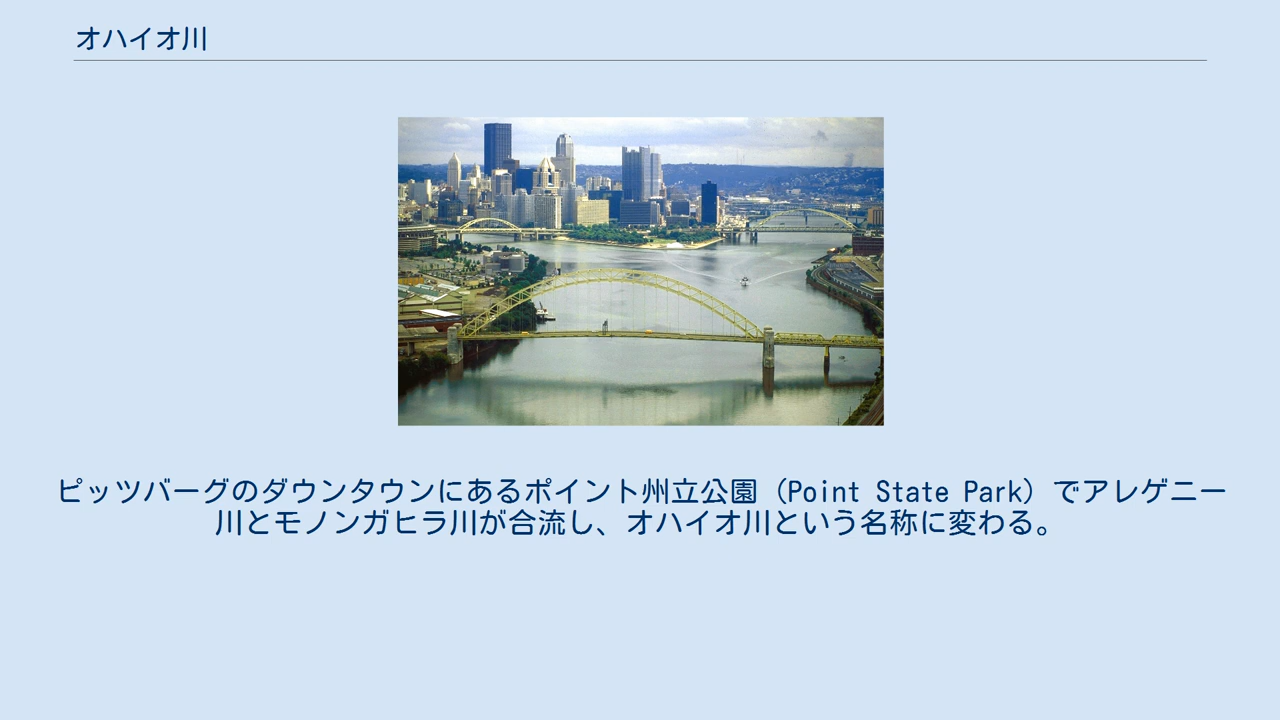 オハイオ川
ピッツバーグのダウンタウンにあるポイント州立公園（Point State Park）でアレゲニー
川とモノンガヒラ川が合流し、オハイオ川という名称に変わる。